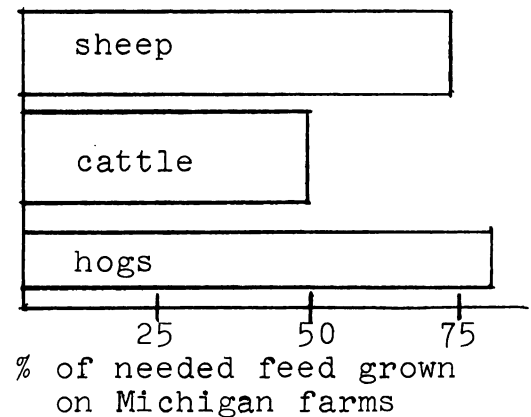 sheep
cattle
hogs
25 50 75
% of needed feed grown
on Michigan farms